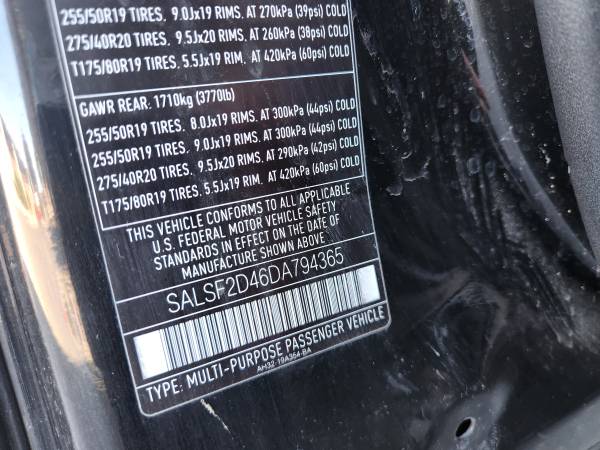 255/50R19 TIRES. 9.0Jx19 RIMS. AT 270kPa (39psi) COLD
275/40R20 TIRES. 9.5Jx20 RIMS. AT 260kPa (38psi) COLD
T175/80R19 TIRES. 5.5Jx19 RIM. AT 420kPa (60psi) COLD
GAWR REAR: 1710kg (3770lb)
255/50R19 TIRES. 8.0Jx19 RIMS. AT 300kPa (44psi) COLD
255/50R19 TIRES. 9.0Jx19 RIMS. AT 300kPa (44psi) COLD
275/40R20 TIRES. 9.5Jx20 RIMS. AT 290kPa (42psi) COLD
T175/80R19 TIRES. 5.5Jx19 RIM. AT 420kPa (60psi) COLD
THIS VEHICLE CONFORMS TO ALL APPLICABLE
U.S. FEDERAL MOTOR VEHICLE SAFETY
STANDARDS IN EFFECT ON THE DATE OF
MANUFACTURE SHOWN ABOVE
SALSF2D46DA794365
TYPE: MULTI-PURPOSE PASSENGER VEHICLE
AH32-19A354-BA